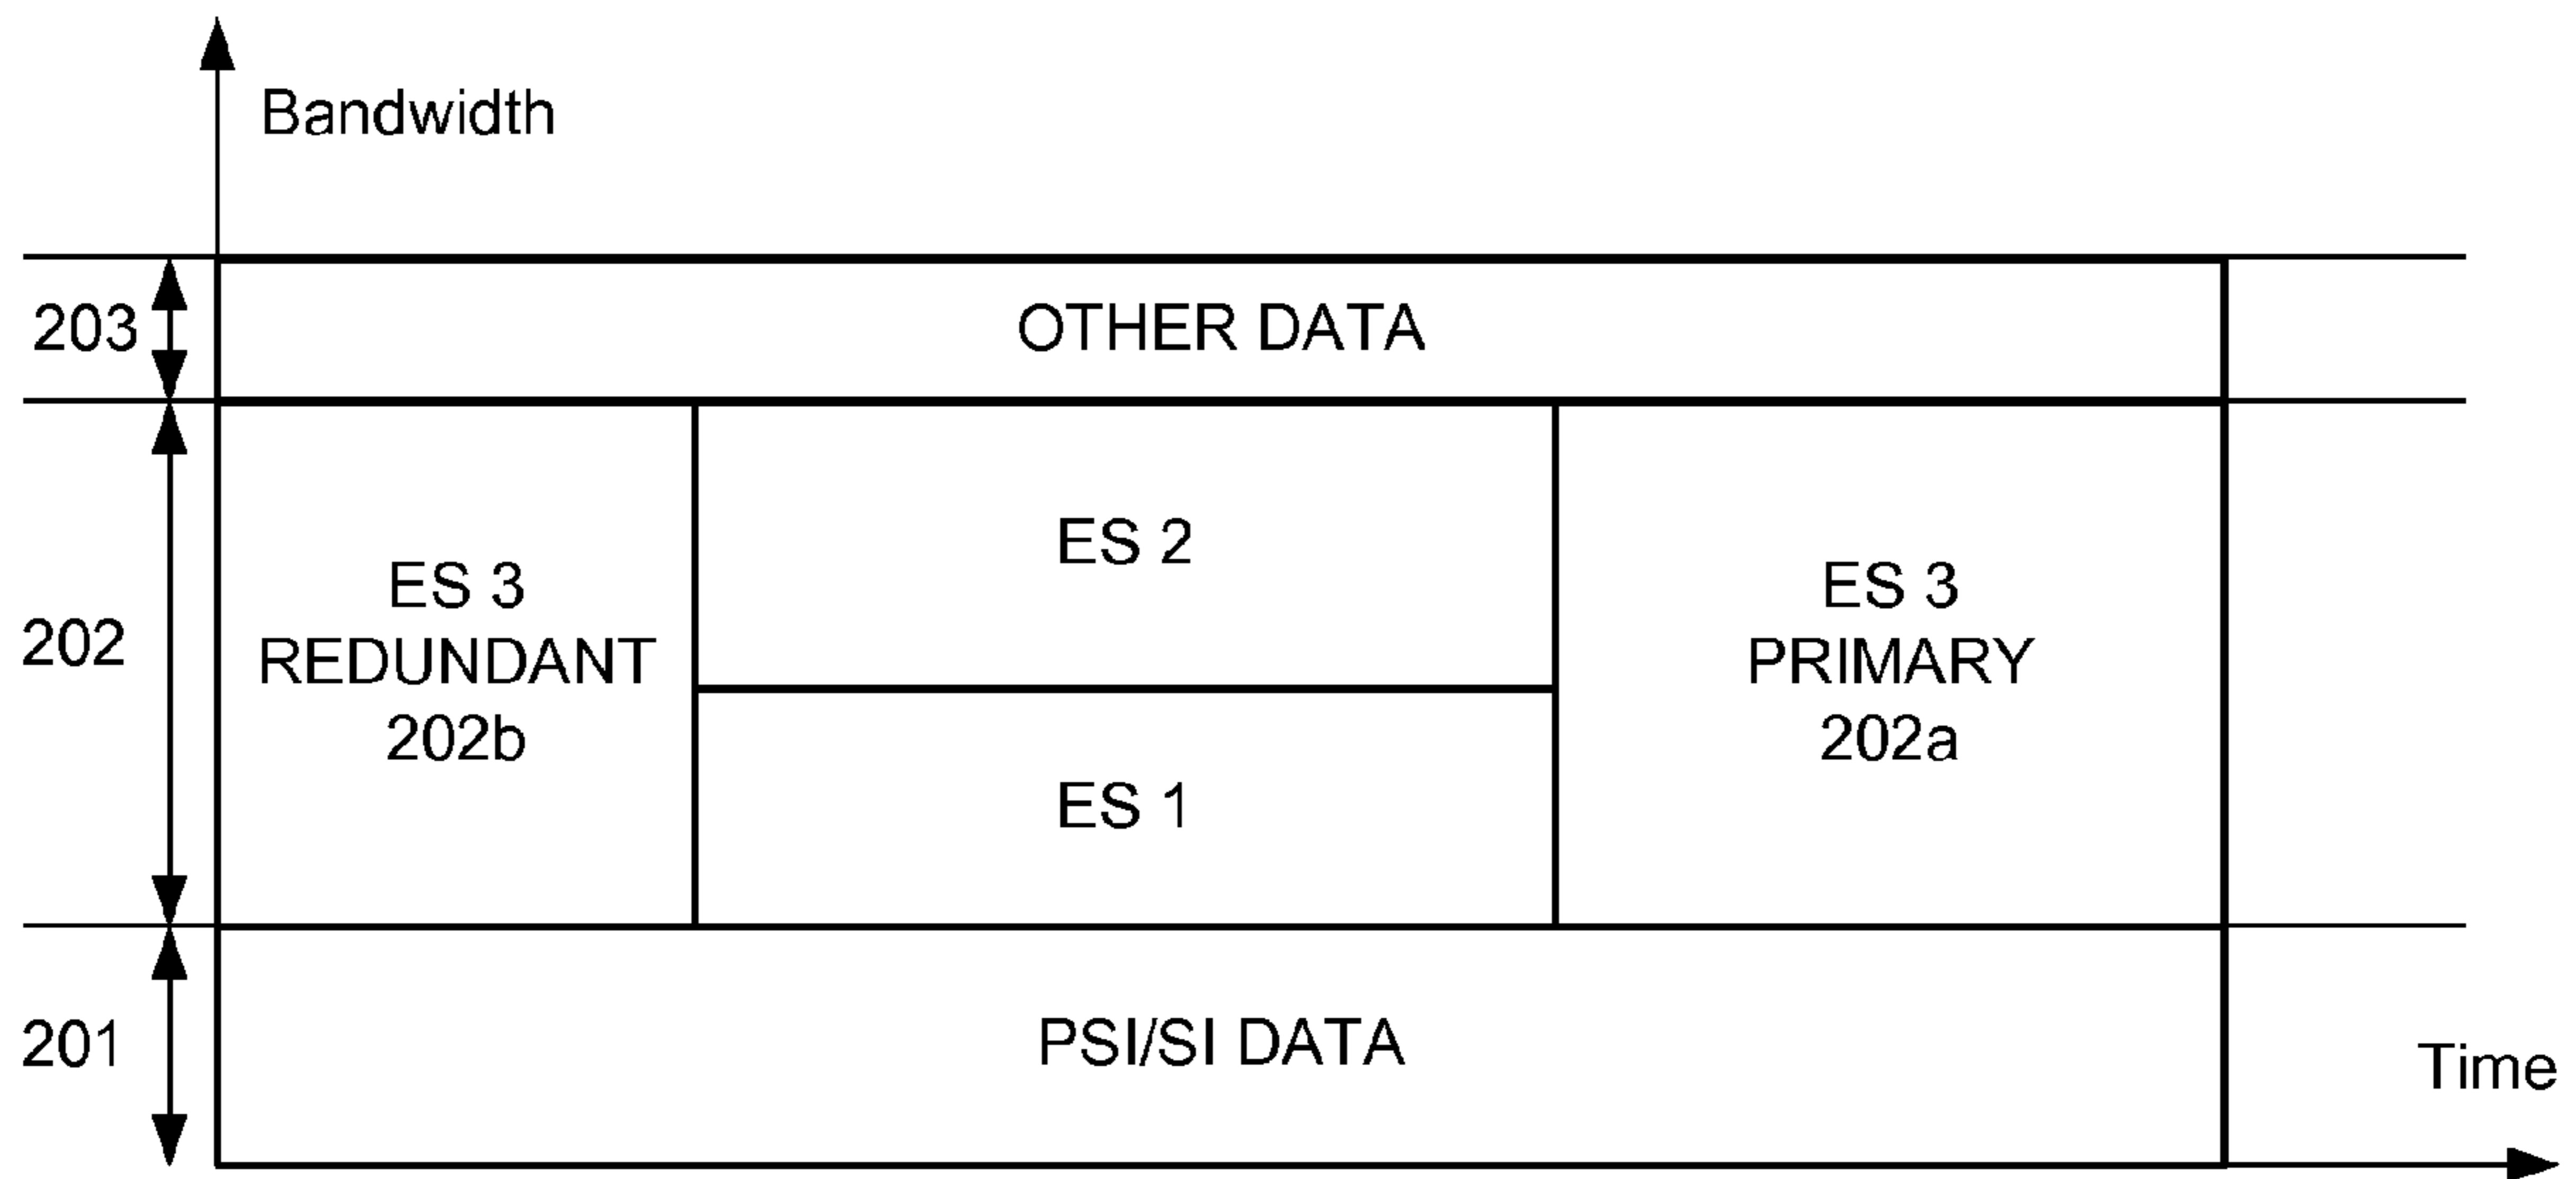 Bandwidth
203
OTHER DATA
202
ES 3
REDUNDANT
202b
ES 2
ES 1
ES 3
PRIMARY
202a
201
PSI/SI DATA
Time